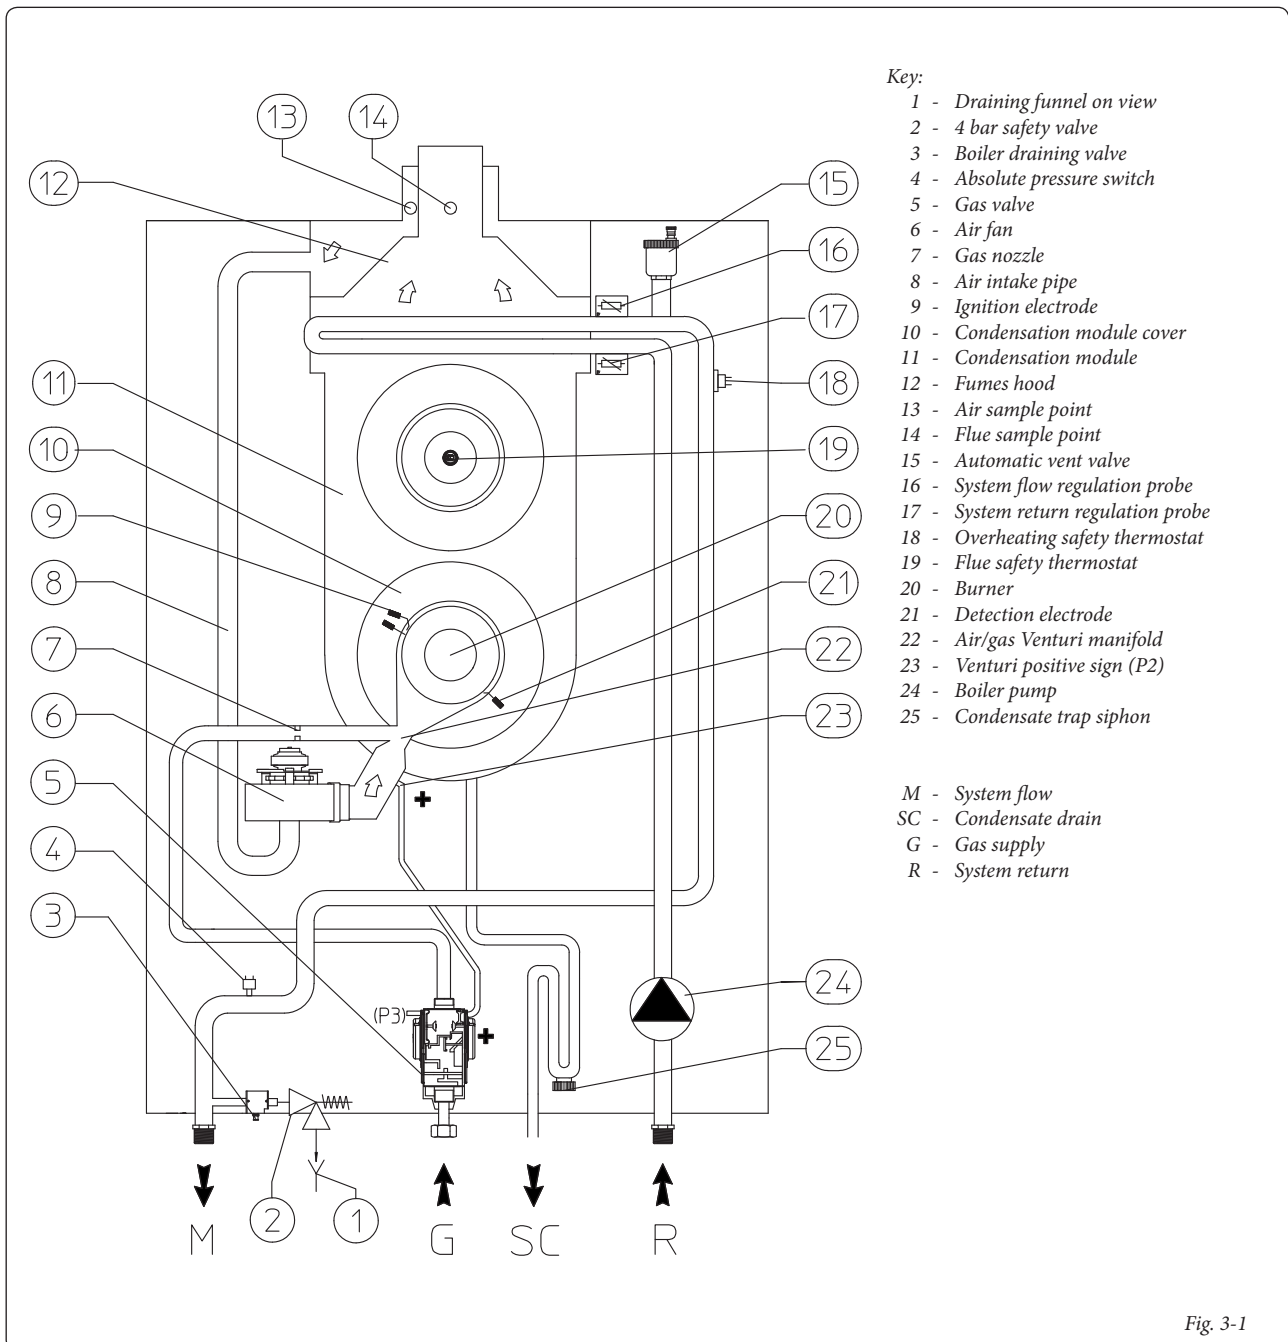 13
14
12
15
16
17
11
18
10
19
9
20
8
21
7
22
6
23
5
4
3
(P3)
24
25
2
1
M
G
SC
R
Key:
1 - Draining funnel on view
2 - 4 bar safety valve
3 - Boiler draining valve
4 - Absolute pressure switch
5 - Gas valve
6 - Air fan
7 - Gas nozzle
8 - Air intake pipe
9 - Ignition electrode
10 - Condensation module cover
11 - Condensation module
12 - Fumes hood
13 - Air sample point
14 - Flue sample point
15 - Automatic vent valve
16 - System flow regulation probe
17 - System return regulation probe
18 - Overheating safety thermostat
19 - Flue safety thermostat
20 - Burner
21 - Detection electrode
22 - Air/gas Venturi manifold
23 - Venturi positive sign (P2)
24 - Boiler pump
25 - Condensate trap siphon
M - System flow
SC - Condensate drain
G - Gas supply
R - System return
Fig. 3-1